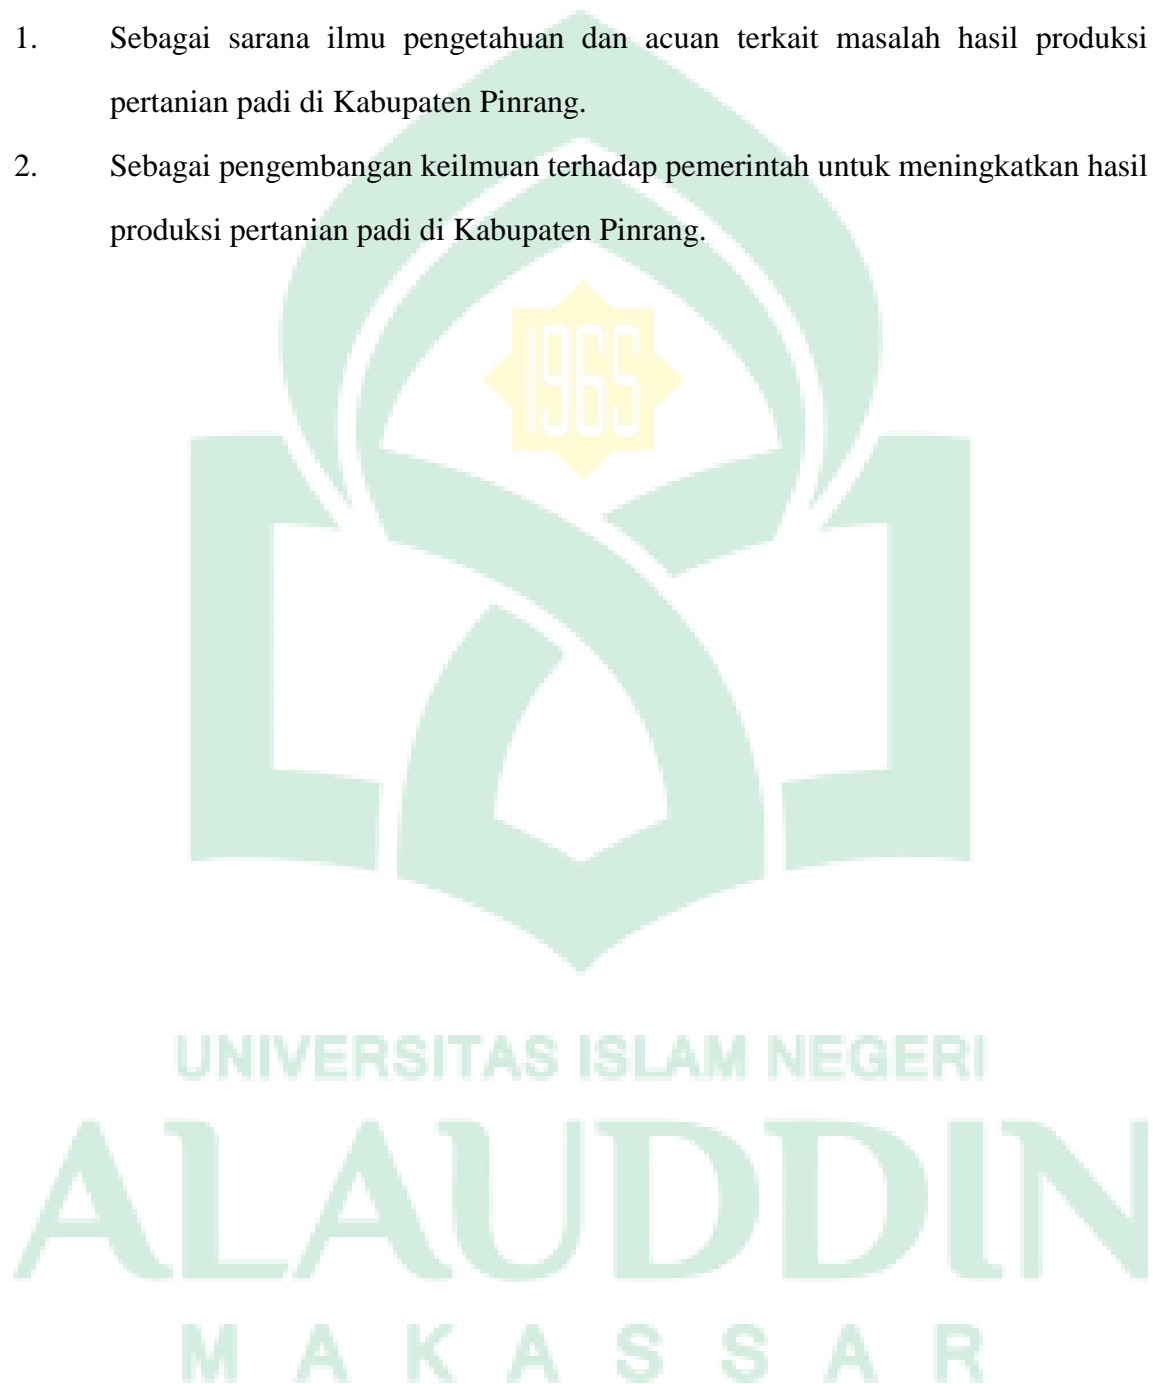 1. Sebagai sarana ilmu pengetahuan dan acuan terkait masalah hasil produksi
pertanian padi di Kabupaten Pinrang.
2. Sebagai pengembangan keilmuan terhadap pemerintah untuk meningkatkan hasil
produksi pertanian padi di Kabupaten Pinrang.
1965
UNIVERSITAS ISLAM NEGERI
ALAUDDIN
MAKASSAR